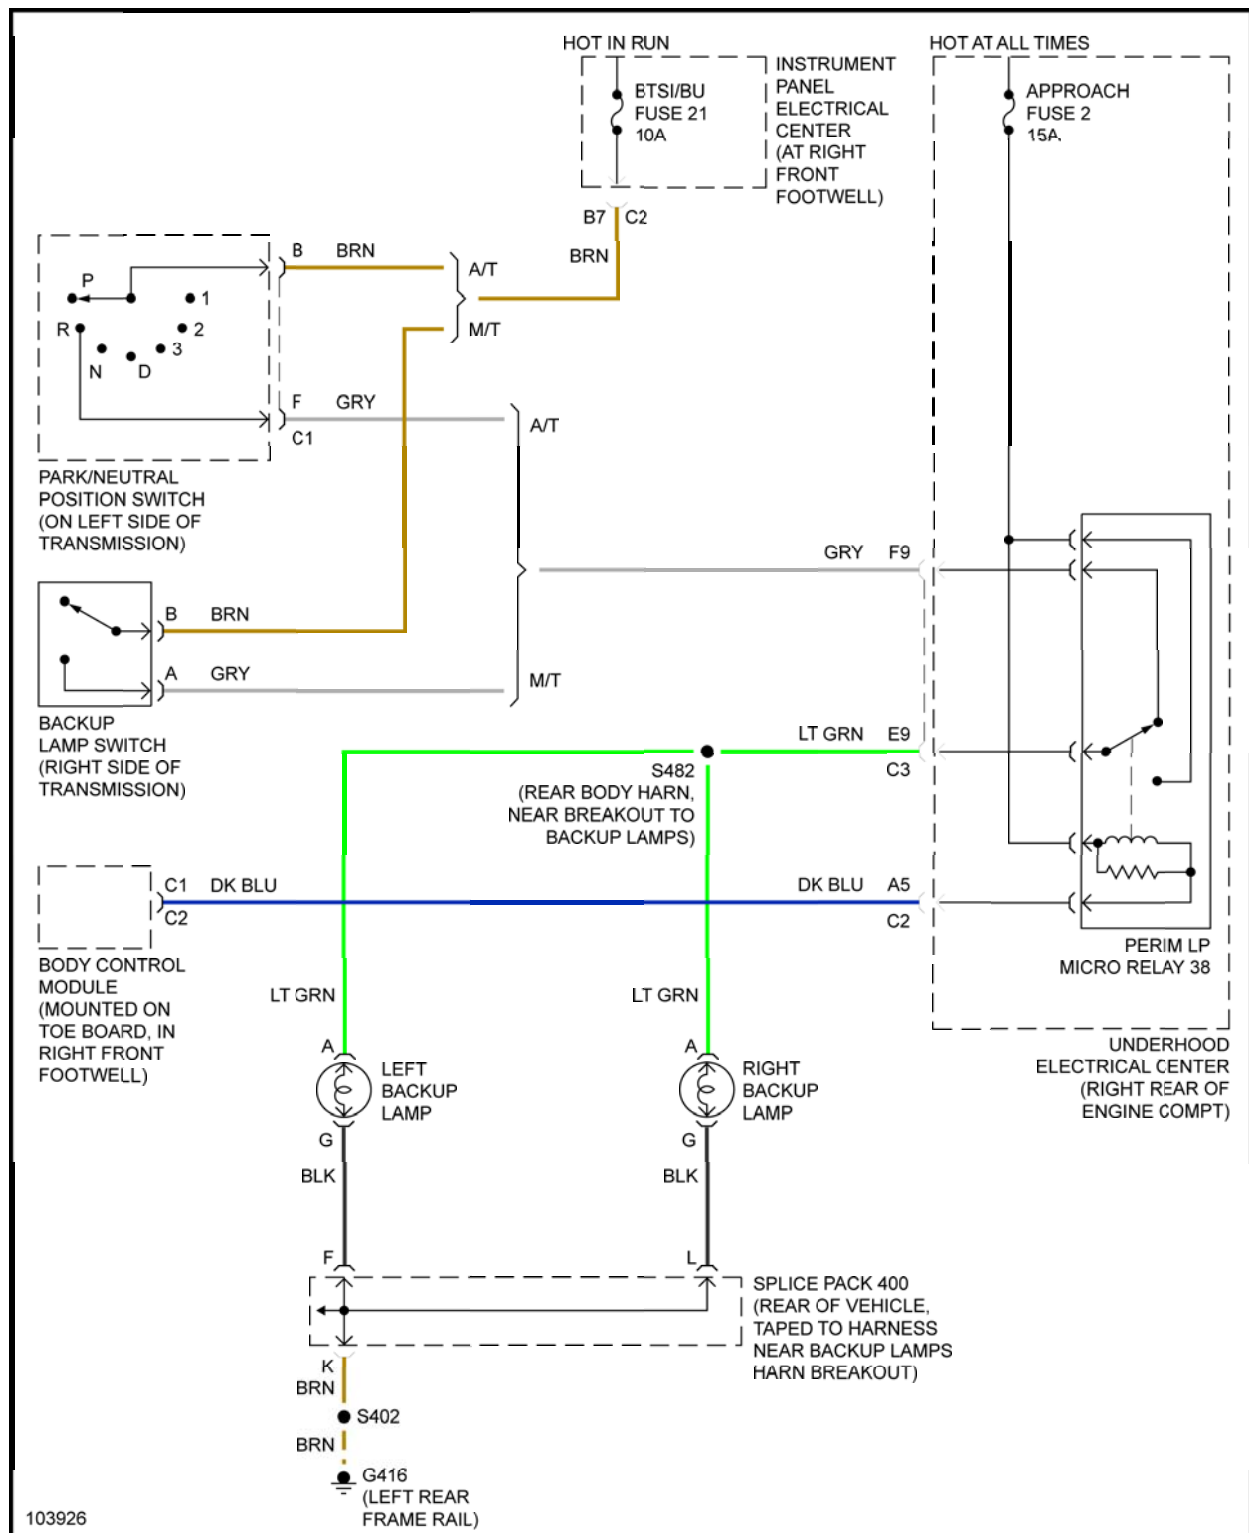 HOT IN RUN
HOT AT ALL TIMES
BTSI/BU
FUSE 21
10A
INSTRUMENT
PANEL
ELECTRICAL
CENTER
(AT RIGHT
FRONT
FOOTWELL)
APPROACH
FUSE 2
15A
B7 C2
BRN
B BRN
A/T
M/T
P
1
R
2
N
D
3
F GRY
C1
A/T
PARK/NEUTRAL
POSITION SWITCH
(ON LEFT SIDE OF
TRANSMISSION)
GRY F9
B BRN
A GRY
M/T
BACKUP
LAMP SWITCH
(RIGHT SIDE OF
TRANSMISSION)
LT GRN E9
C3
S482
(REAR BODY HARN,
NEAR BREAKOUT TO
BACKUP LAMPS)
C1 DK BLU
C2
DK BLU A5
C2
PERIM LP
MICRO RELAY 38
BODY CONTROL
MODULE
(MOUNTED ON
TOE BOARD, IN
RIGHT FRONT
FOOTWELL)
LT GRN
LT GRN
UNDERHOOD
ELECTRICAL CENTER
(RIGHT REAR OF
ENGINE COMPT)
A
LEFT
BACKUP
LAMP
A
RIGHT
BACKUP
LAMP
G
G
BLK
BLK
F
L
SPLICE PACK 400
(REAR OF VEHICLE,
TAPED TO HARNESS
NEAR BACKUP LAMPS
HARN BREAKOUT)
K
BRN
S402
BRN
G416
(LEFT REAR
FRAME RAIL)
103926